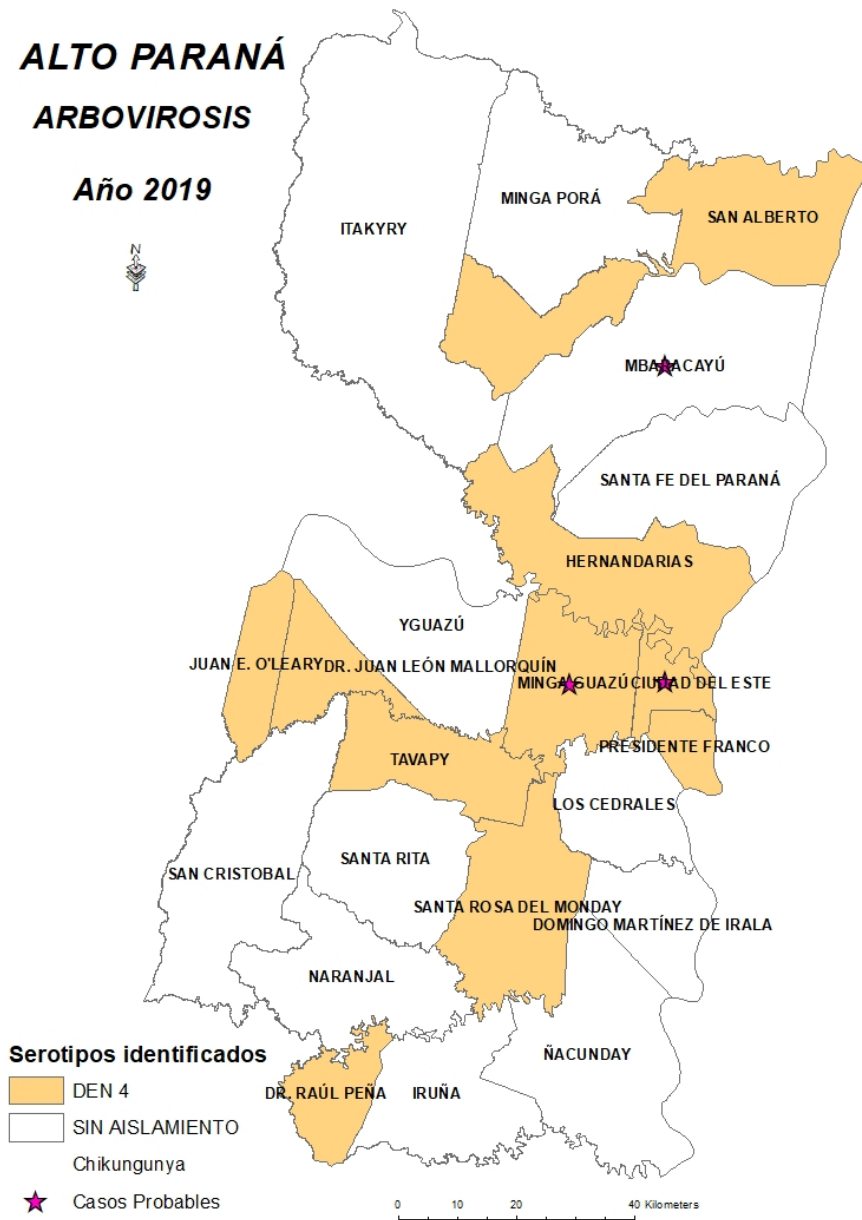 ALTO PARANÁ
ARBOVIROSIS
Año 2019
N
ITAKYRY
MINGA PORÁ
SAN ALBERTO
MBARACAYÚ
SANTA FE DEL PARANÁ
HERNANDARIAS
YGUAZÚ
JUAN E. O'LEARY
DR. JUAN LEÓN MALLORQUÍN
MINGA GUAZÚ
CIUDAD DEL ESTE
PRESIDENTE FRANCO
TAVAPY
LOS CEDRALES
SANTA RITA
SAN CRISTOBAL
SANTA ROSA DEL MONDAY
DOMINGO MARTÍNEZ DE IRALA
NARANJAL
ÑACUNDAY
DR. RAÚL PEÑA
IRUÑA
Serotipos identificados
DEN 4
SIN AISLAMIENTO
Chikungunya
Casos Probables
0 10 20 40 Kilometers